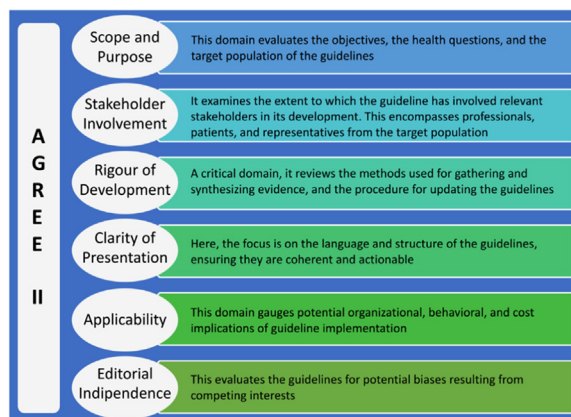 AGREE II
Scope and
Purpose
This domain evaluates the objectives, the health questions, and the
target population of the guidelines
Stakeholder
Involvement
It examines the extent to which the guideline has involved relevant
stakeholders in its development. This encompasses professionals,
patients, and representatives from the target population
Rigour of
Development
A critical domain, it reviews the methods used for gathering and
synthesizing evidence, and the procedure for updating the guidelines
Clarity of
Presentation
Here, the focus is on the language and structure of the guidelines,
ensuring they are coherent and actionable
Applicability
This domain gauges potential organizational, behavioral, and cost
implications of guideline implementation
Editorial
Indipendence
This evaluates the guidelines for potential biases resulting from
competing interests